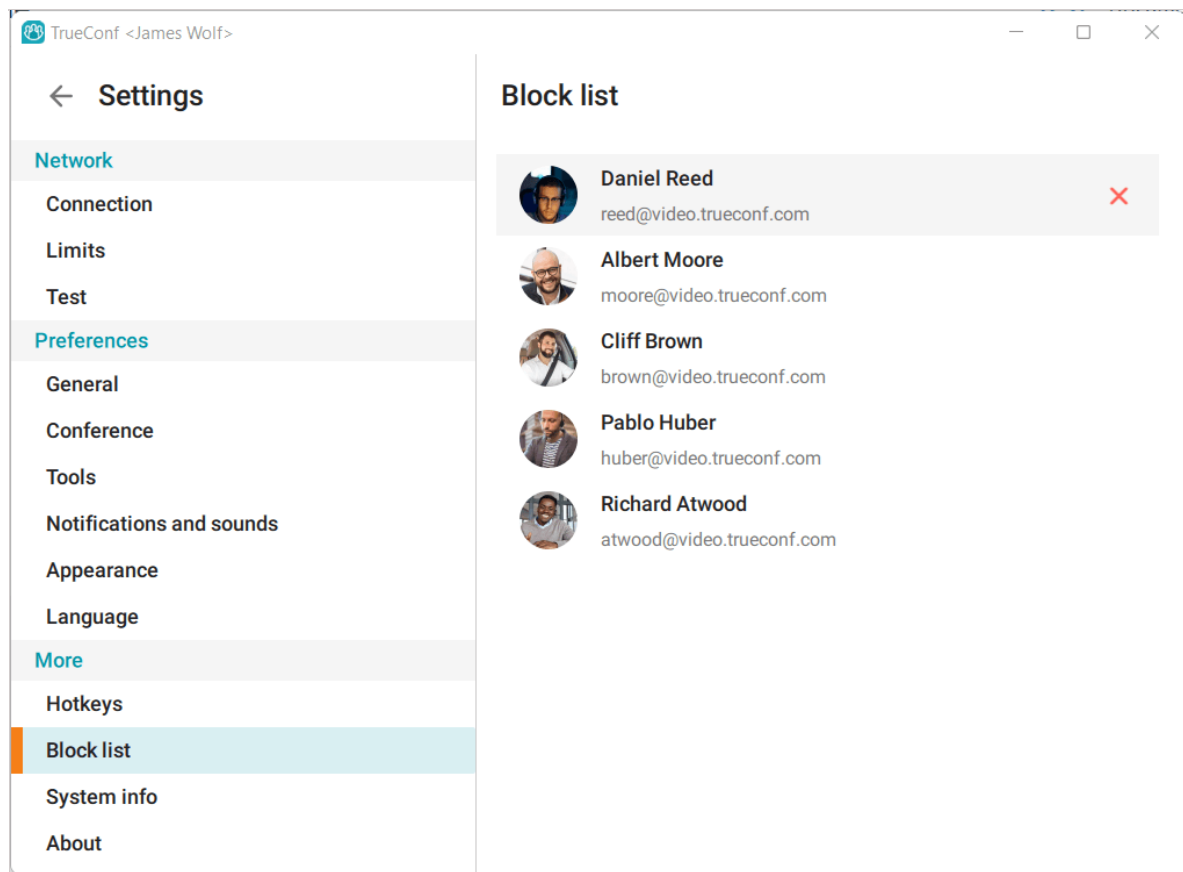 TrueConf <James Wolf>
Settings
Network
Connection
Limits
Test
Preferences
General
Conference
Tools
Notifications and sounds
Appearance
Language
More
Hotkeys
Block list
System info
About
Block list
Daniel Reed
reed@video.trueconf.com
Albert Moore
moore@video.trueconf.com
Cliff Brown
brown@video.trueconf.com
Pablo Huber
huber@video.trueconf.com
Richard Atwood
atwood@video.trueconf.com